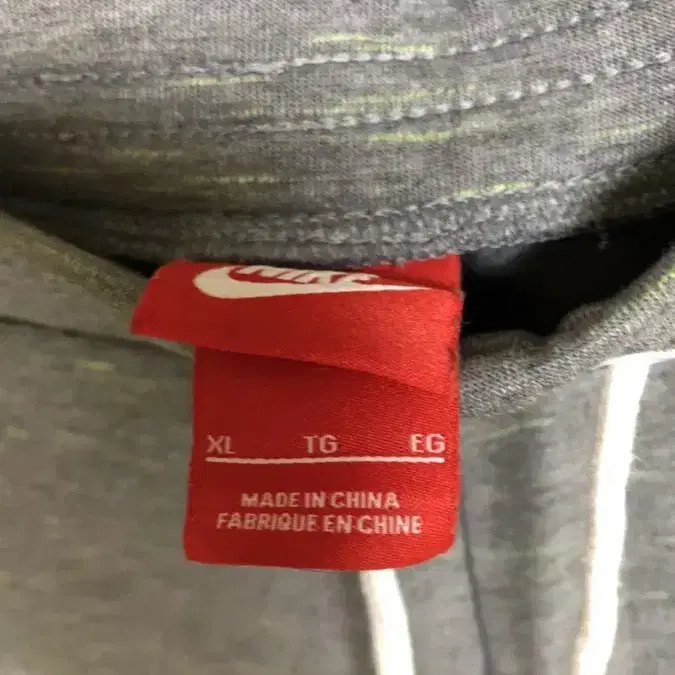 NIKE
XL TG EG
MADE IN CHINA
FABRIQUE EN CHINE